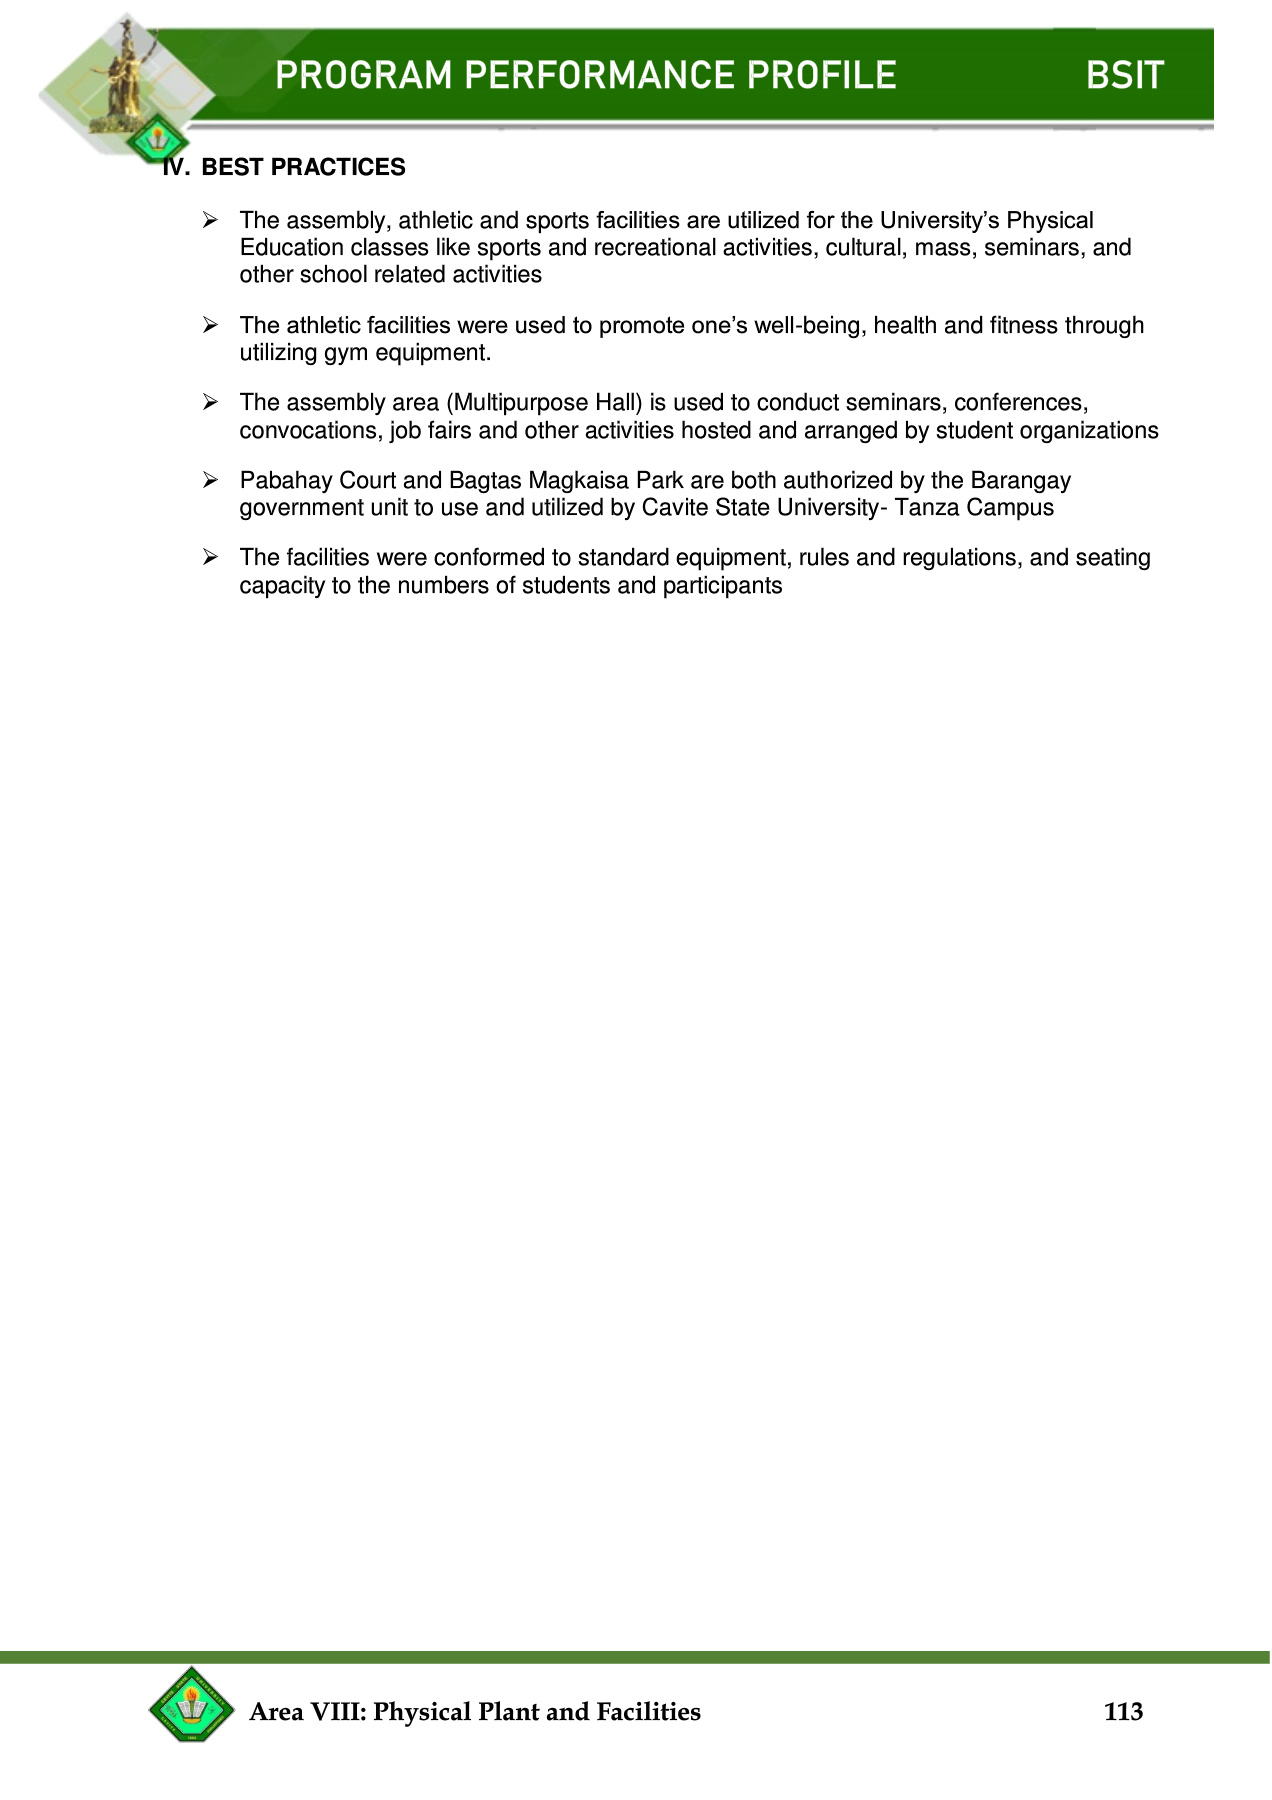 PROGRAM PERFORMANCE PROFILE BSIT
IV. BEST PRACTICES
➢ The assembly, athletic and sports facilities are utilized for the University’s Physical
Education classes like sports and recreational activities, cultural, mass, seminars, and
other school related activities
➢ The athletic facilities were used to promote one’s well-being, health and fitness through
utilizing gym equipment.
➢ The assembly area (Multipurpose Hall) is used to conduct seminars, conferences,
convocations, job fairs and other activities hosted and arranged by student organizations
➢ Pabahay Court and Bagtas Magkaisa Park are both authorized by the Barangay
government unit to use and utilized by Cavite State University- Tanza Campus
➢ The facilities were conformed to standard equipment, rules and regulations, and seating
capacity to the numbers of students and participants
Area VIII: Physical Plant and Facilities 113